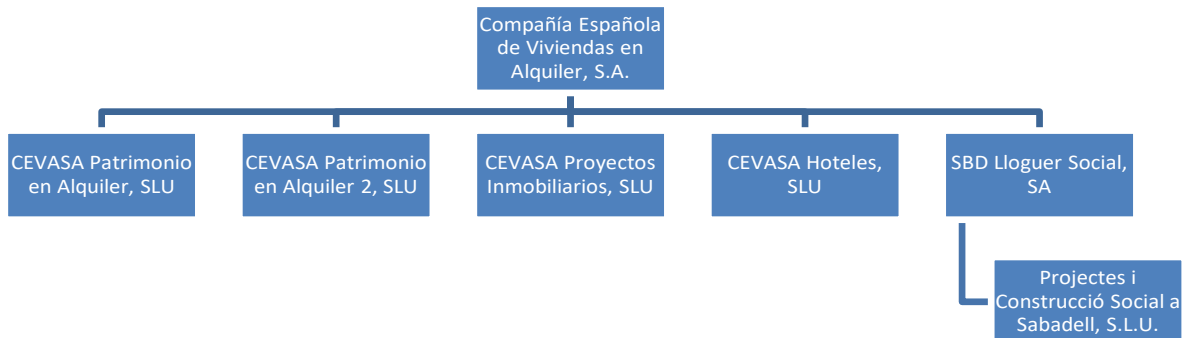 Compañía Española
de Viviendas en
Alquiler, S.A.
CEVASA Patrimonio
en Alquiler, SLU
CEVASA Patrimonio
en Alquiler 2, SLU
CEVASA Proyectos
Inmobiliarios, SLU
CEVASA Hoteles,
SLU
SBD Lloguer Social,
SA
Projectes i
Construcció Social a
Sabadell, S.L.U.